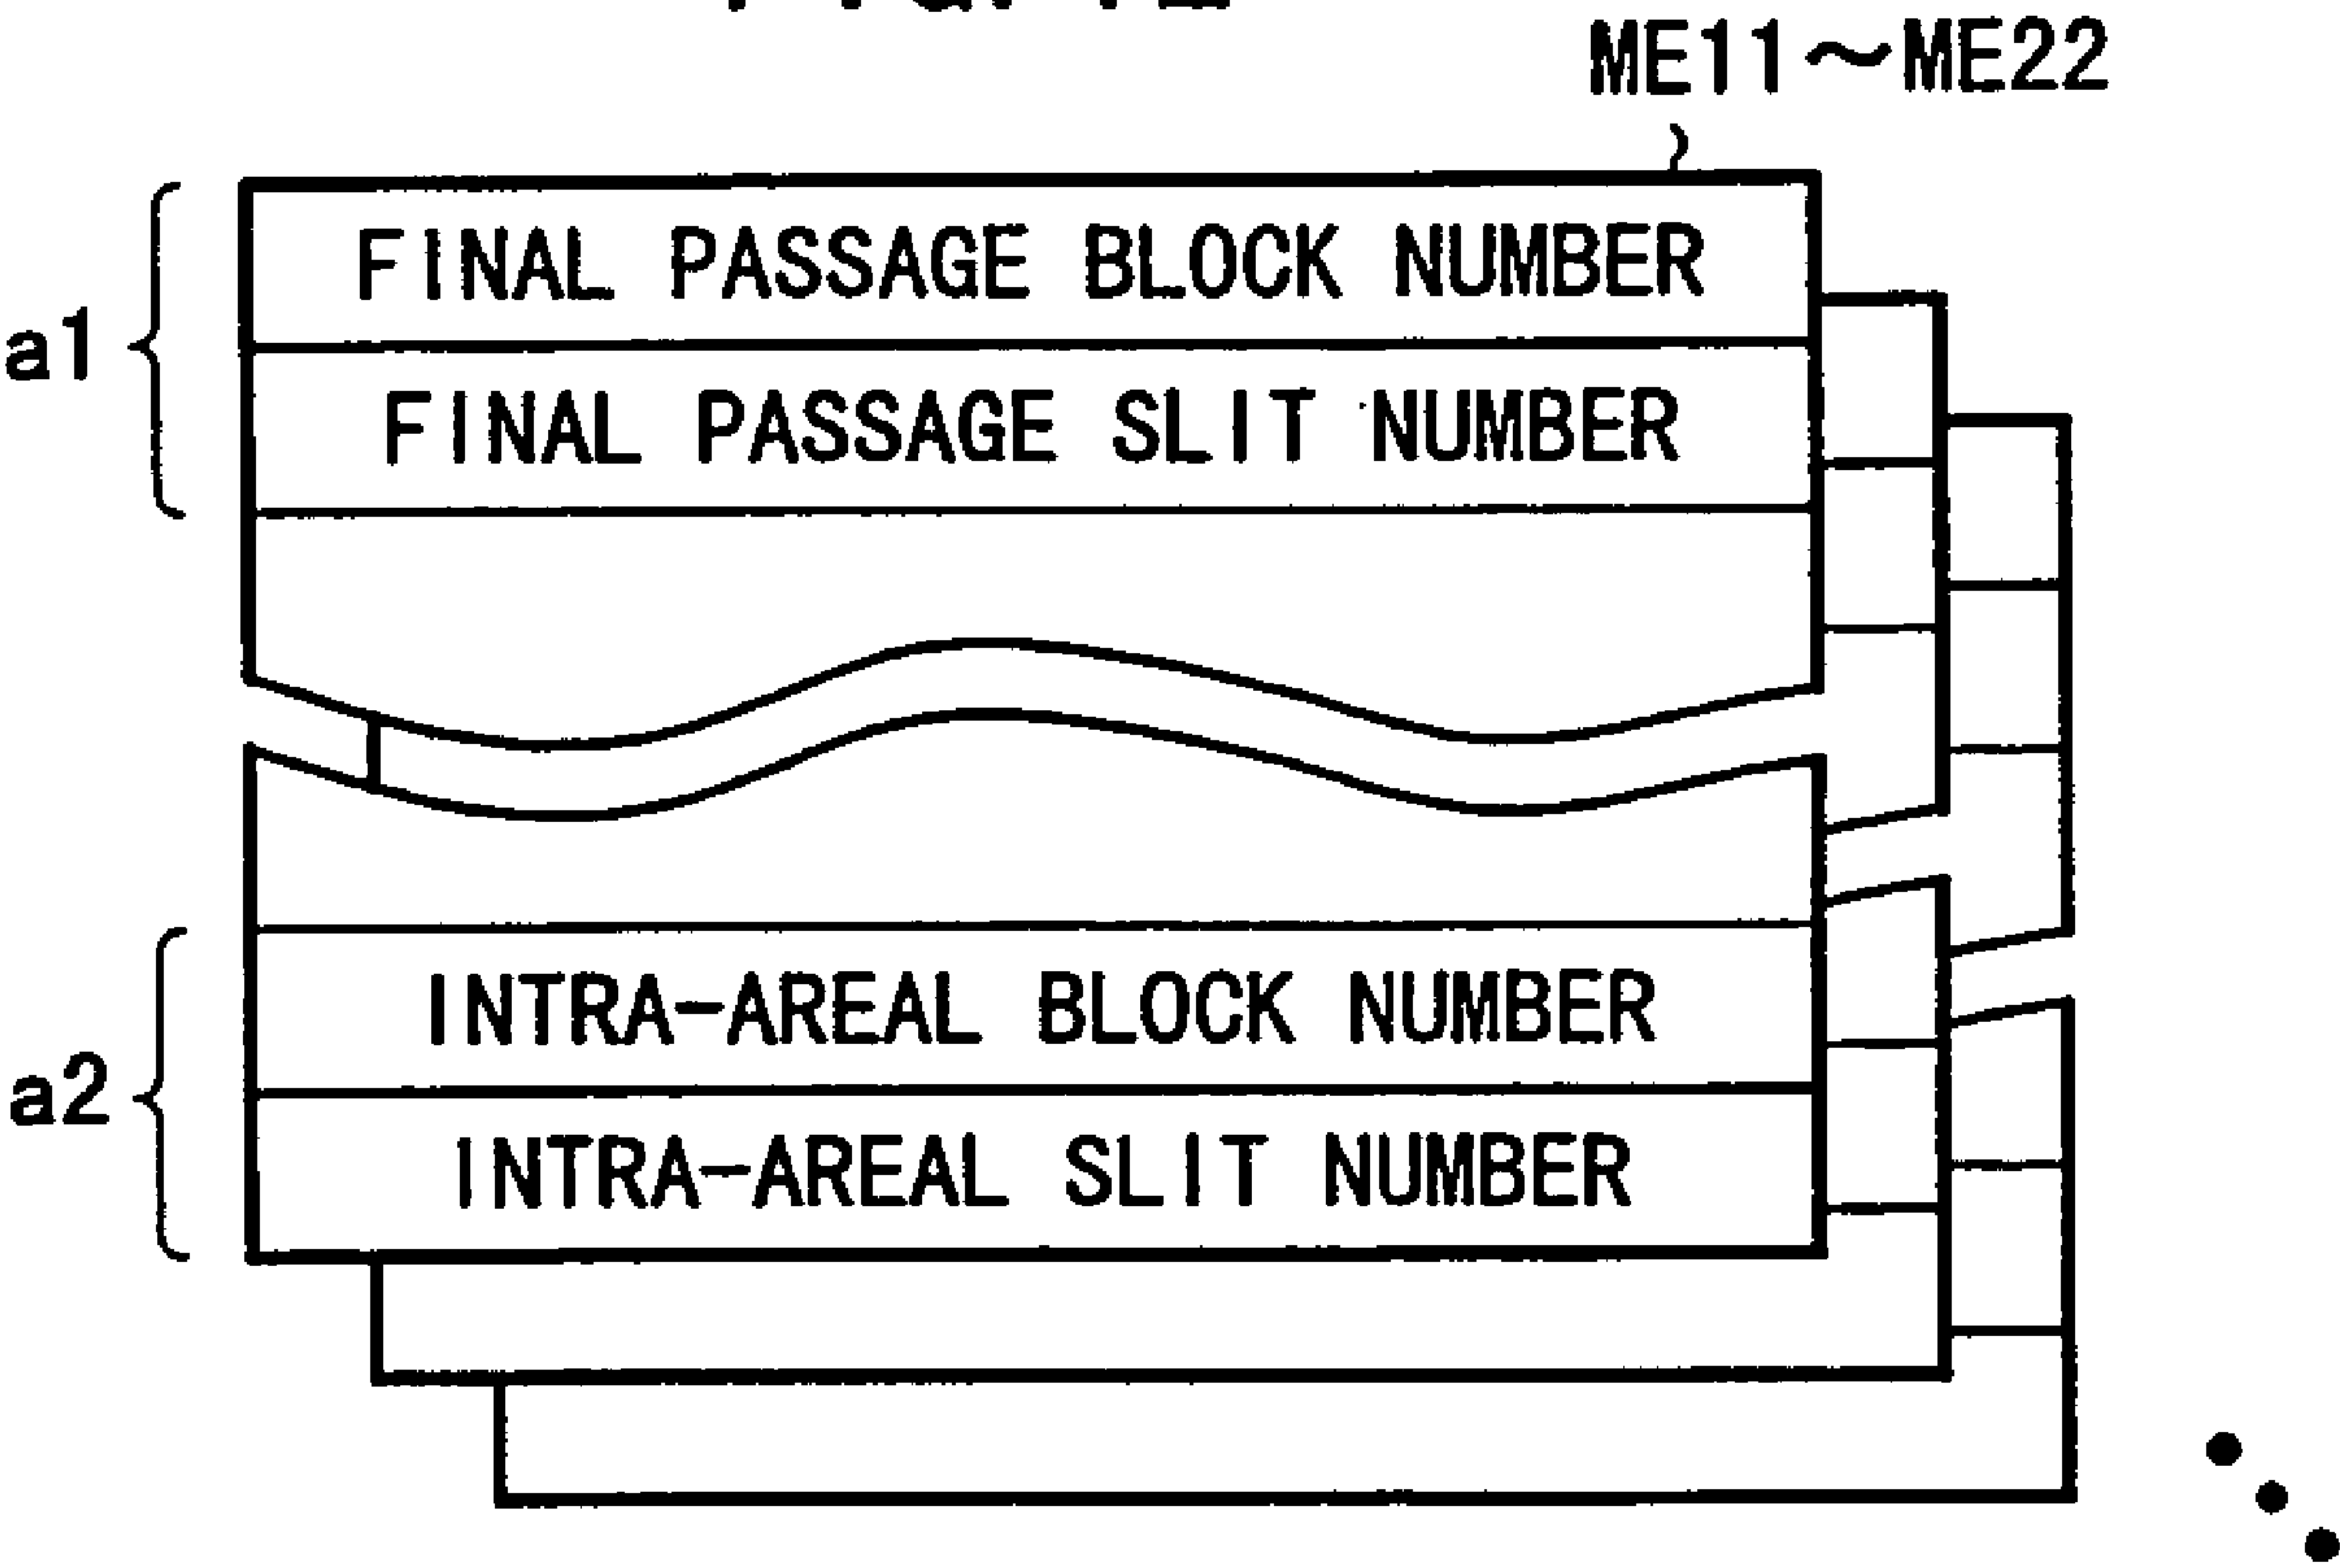 ME11～ME22
a1
FINAL PASSAGE BLOCK NUMBER
FINAL PASSAGE SLIT NUMBER
a2
INTRA-AREAL BLOCK NUMBER
INTRA-AREAL SLIT NUMBER